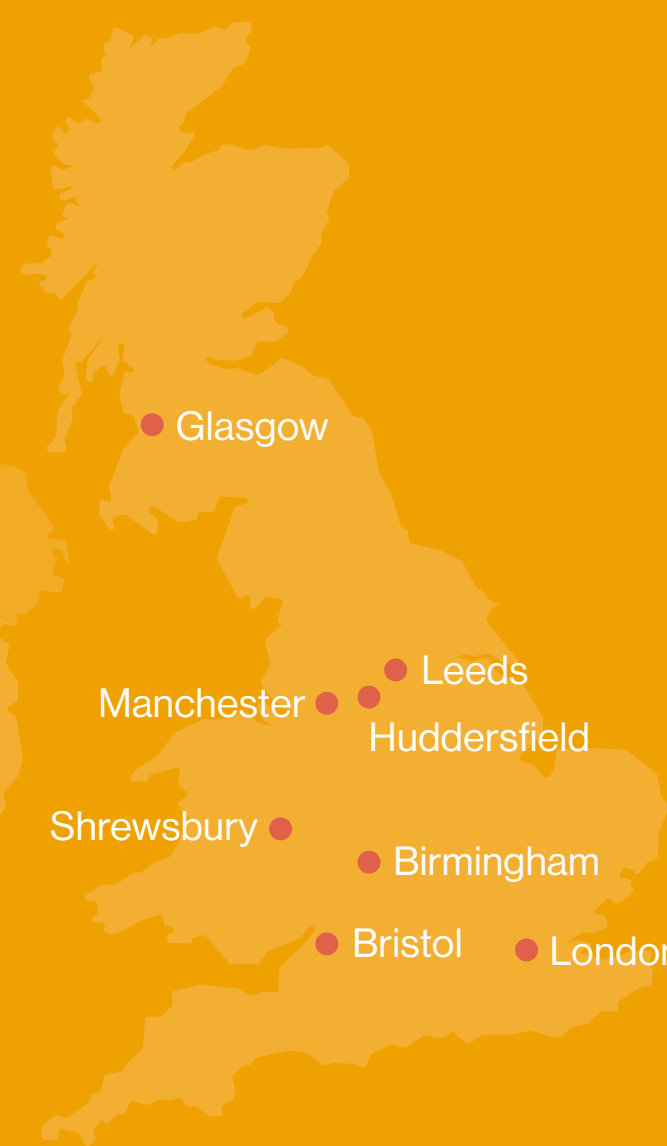 Glasgow
Leeds
Manchester
Huddersfield
Shrewsbury
Birmingham
Bristol
London